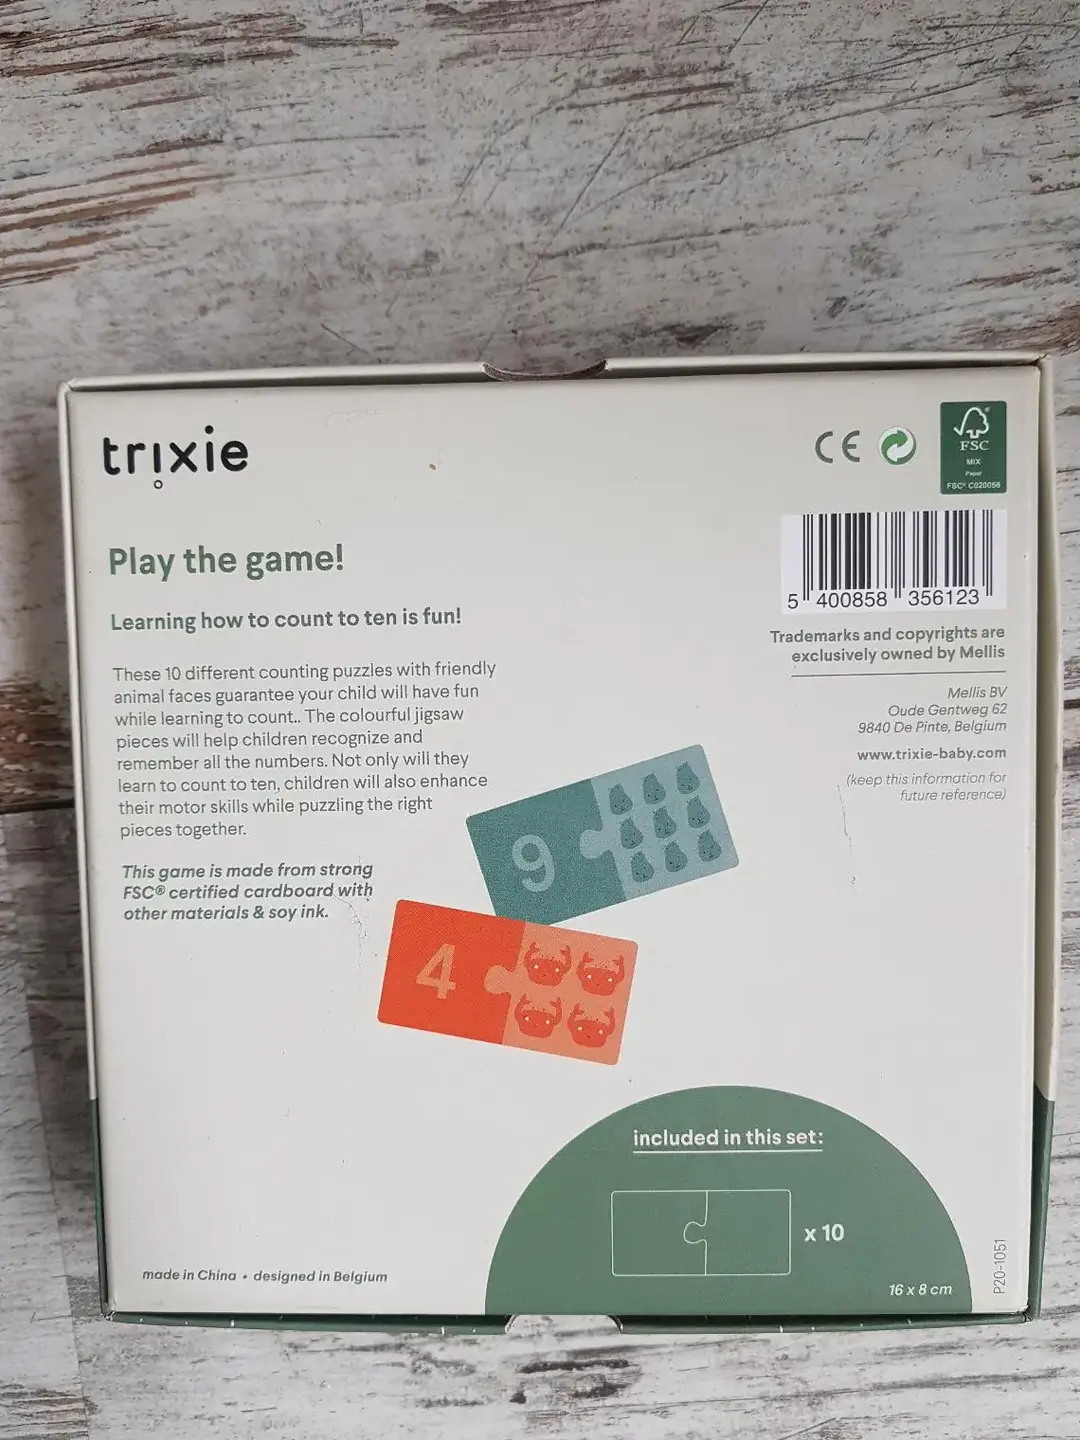 trixie
CE
FSC
MIX
Paper
FSC® C020056
Play the game!
Learning how to count to ten is fun!
5 400858 356123
Trademarks and copyrights are
exclusively owned by Mellis
Mellis BV
Oude Gentweg 62
9840 De Pinte, Belgium
www.trixie-baby.com
(keep this information for
future reference)
These 10 different counting puzzles with friendly
animal faces guarantee your child will have fun
while learning to count.. The colourful jigsaw
pieces will help children recognize and
remember all the numbers. Not only will they
learn to count to ten, children will also enhance
their motor skills while puzzling the right
pieces together.
This game is made from strong
FSC® certified cardboard with
other materials & soy ink.
9
4
included in this set:
x 10
16 x 8 cm
P20-1051
made in China • designed in Belgium